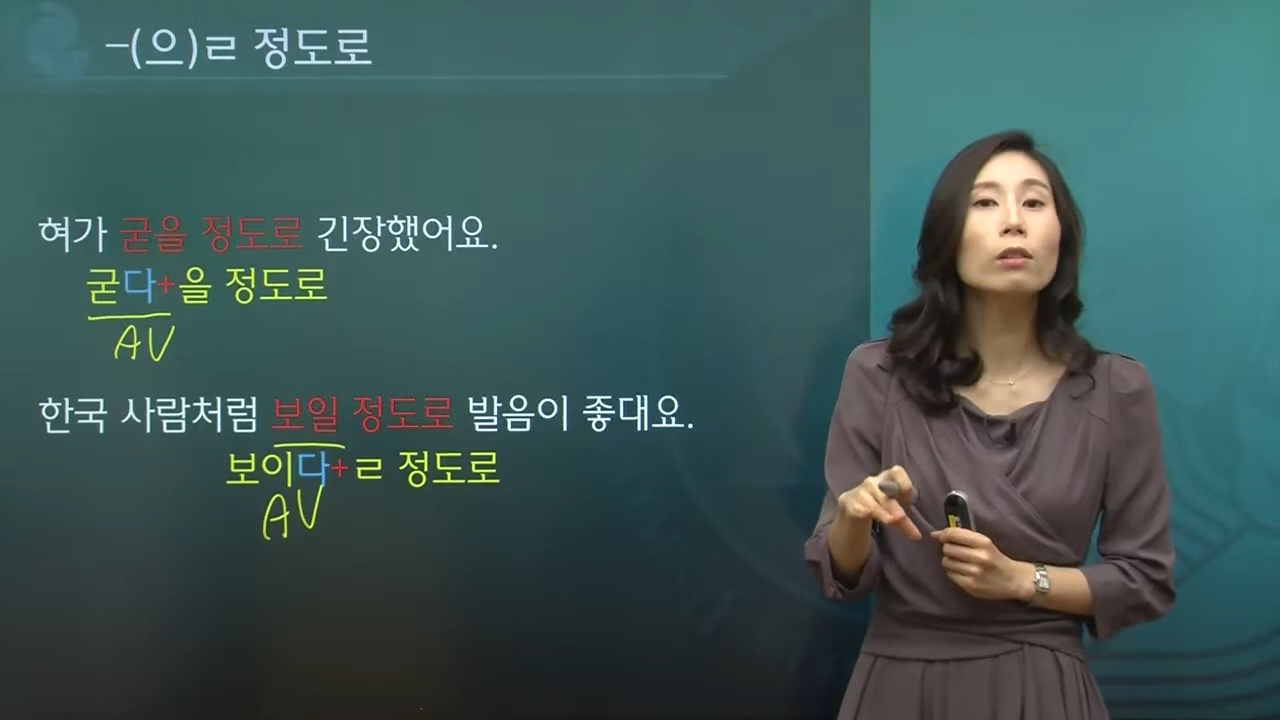 -(으)ㄹ 정도로
혀가 굳을 정도로 긴장했어요.
굳다+을 정도로
AV
한국 사람처럼 보일 정도로 발음이 좋대요.
보이다+ㄹ 정도로
AV